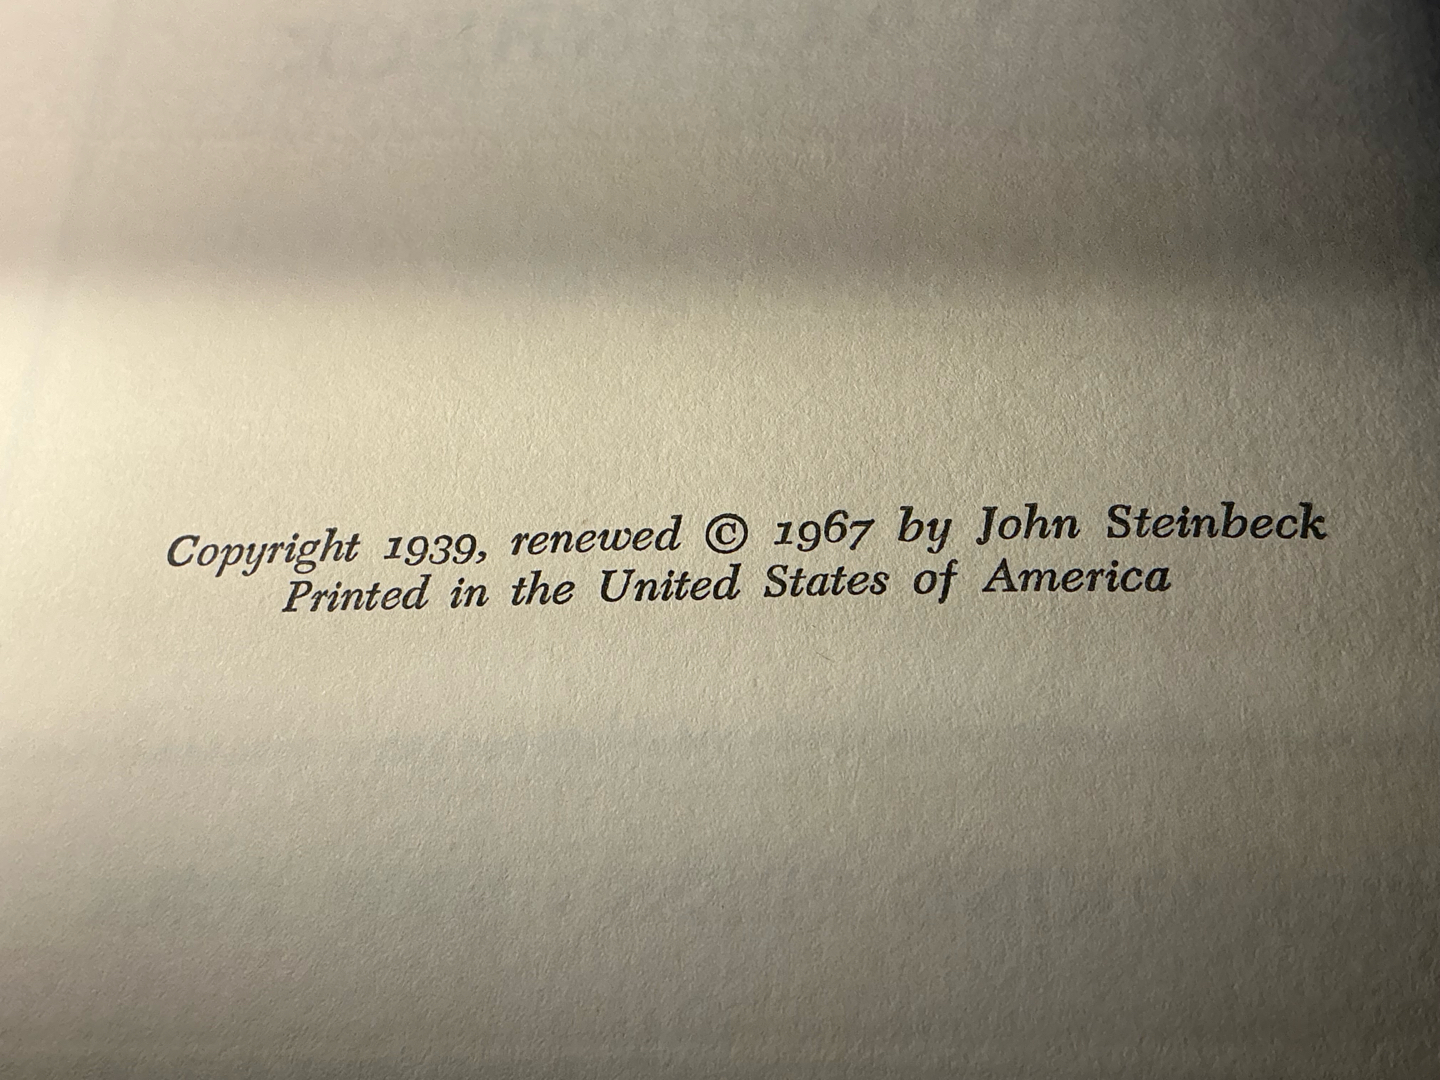 Copyright 1939, renewed © 1967 by John Steinbeck
Printed in the United States of America